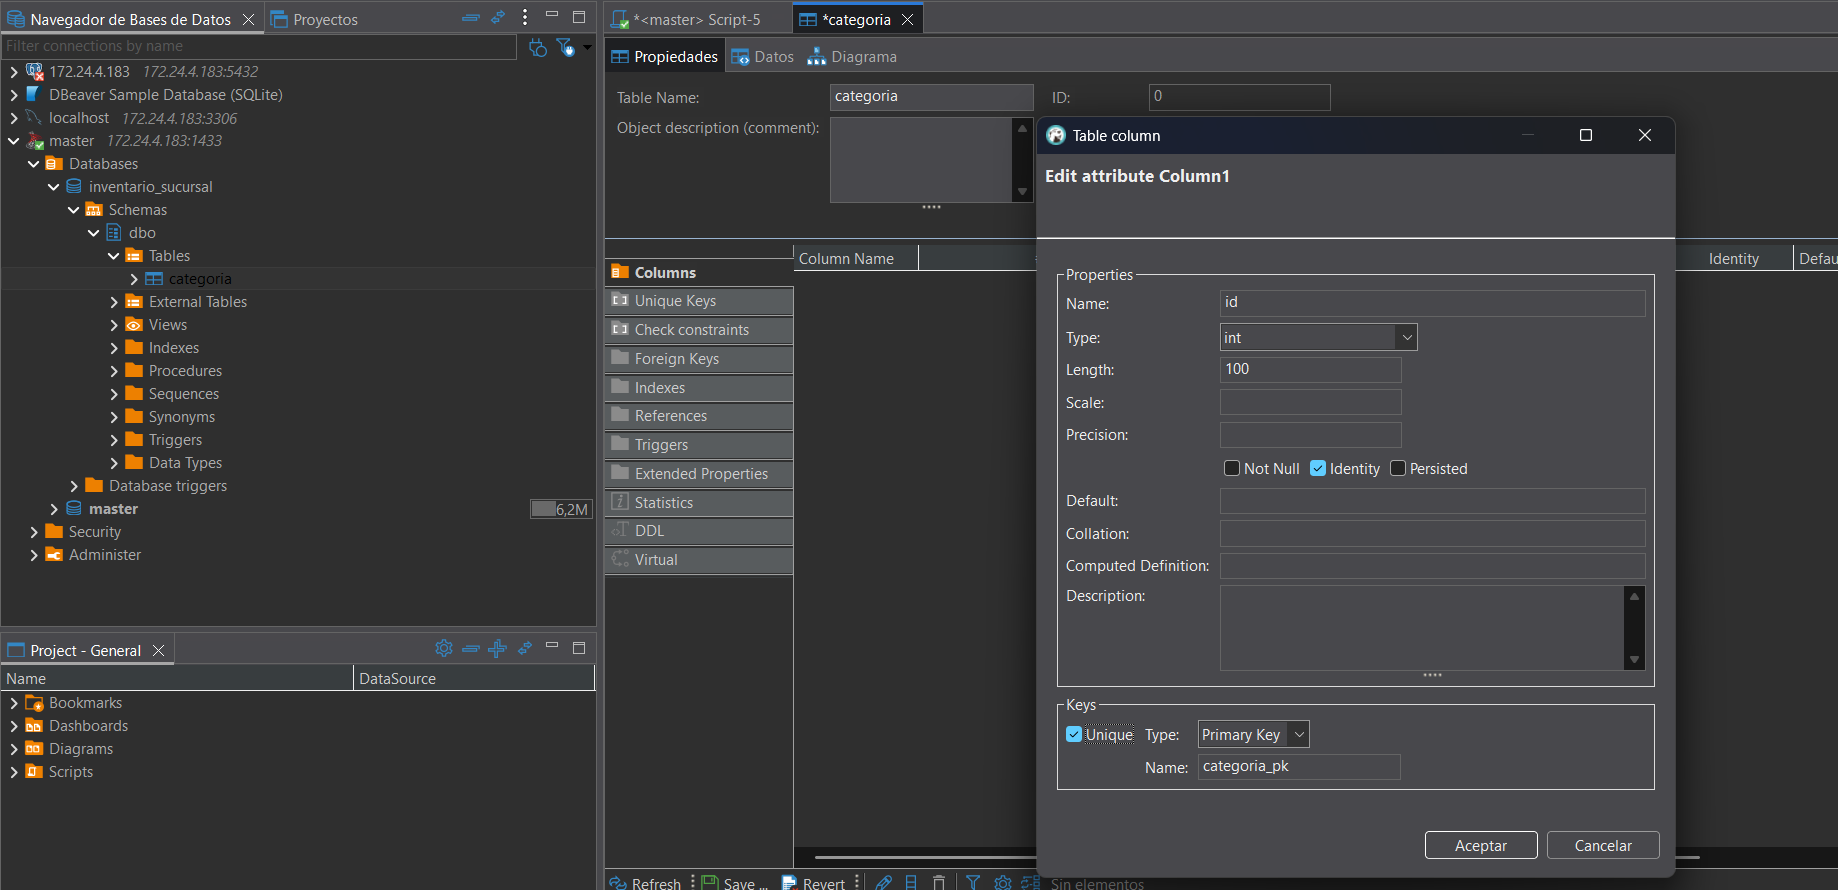 Navegador de Bases de Datos
Proyectos
Filter connections by name
172.24.4.183 172.24.4.183:5432
DBeaver Sample Database (SQLite)
localhost 172.24.4.183:3306
master 172.24.4.183:1433
Databases
inventario_sucursal
Schemas
dbo
Tables
categoria
External Tables
Views
Indexes
Procedures
Sequences
Synonyms
Triggers
Data Types
Database triggers
master 6,2M
Security
Administer
Project - General
Name DataSource
Bookmarks
Dashboards
Diagrams
Scripts
*<master> Script-5
*categoria
Propiedades Datos Diagrama
Table Name: categoria ID: 0
Object description (comment):
Columns
Unique Keys
Check constraints
Foreign Keys
Indexes
References
Triggers
Extended Properties
Statistics
DDL
Virtual
Column Name Identity Defau
Table column
Edit attribute Column1
Properties
Name: id
Type: int
Length: 100
Scale:
Precision:
Not Null Identity Persisted
Default:
Collation:
Computed Definition:
Description:
Keys
Unique Type: Primary Key
Name: categoria_pk
Aceptar Cancelar
Refresh Save ... Revert Sin elementos